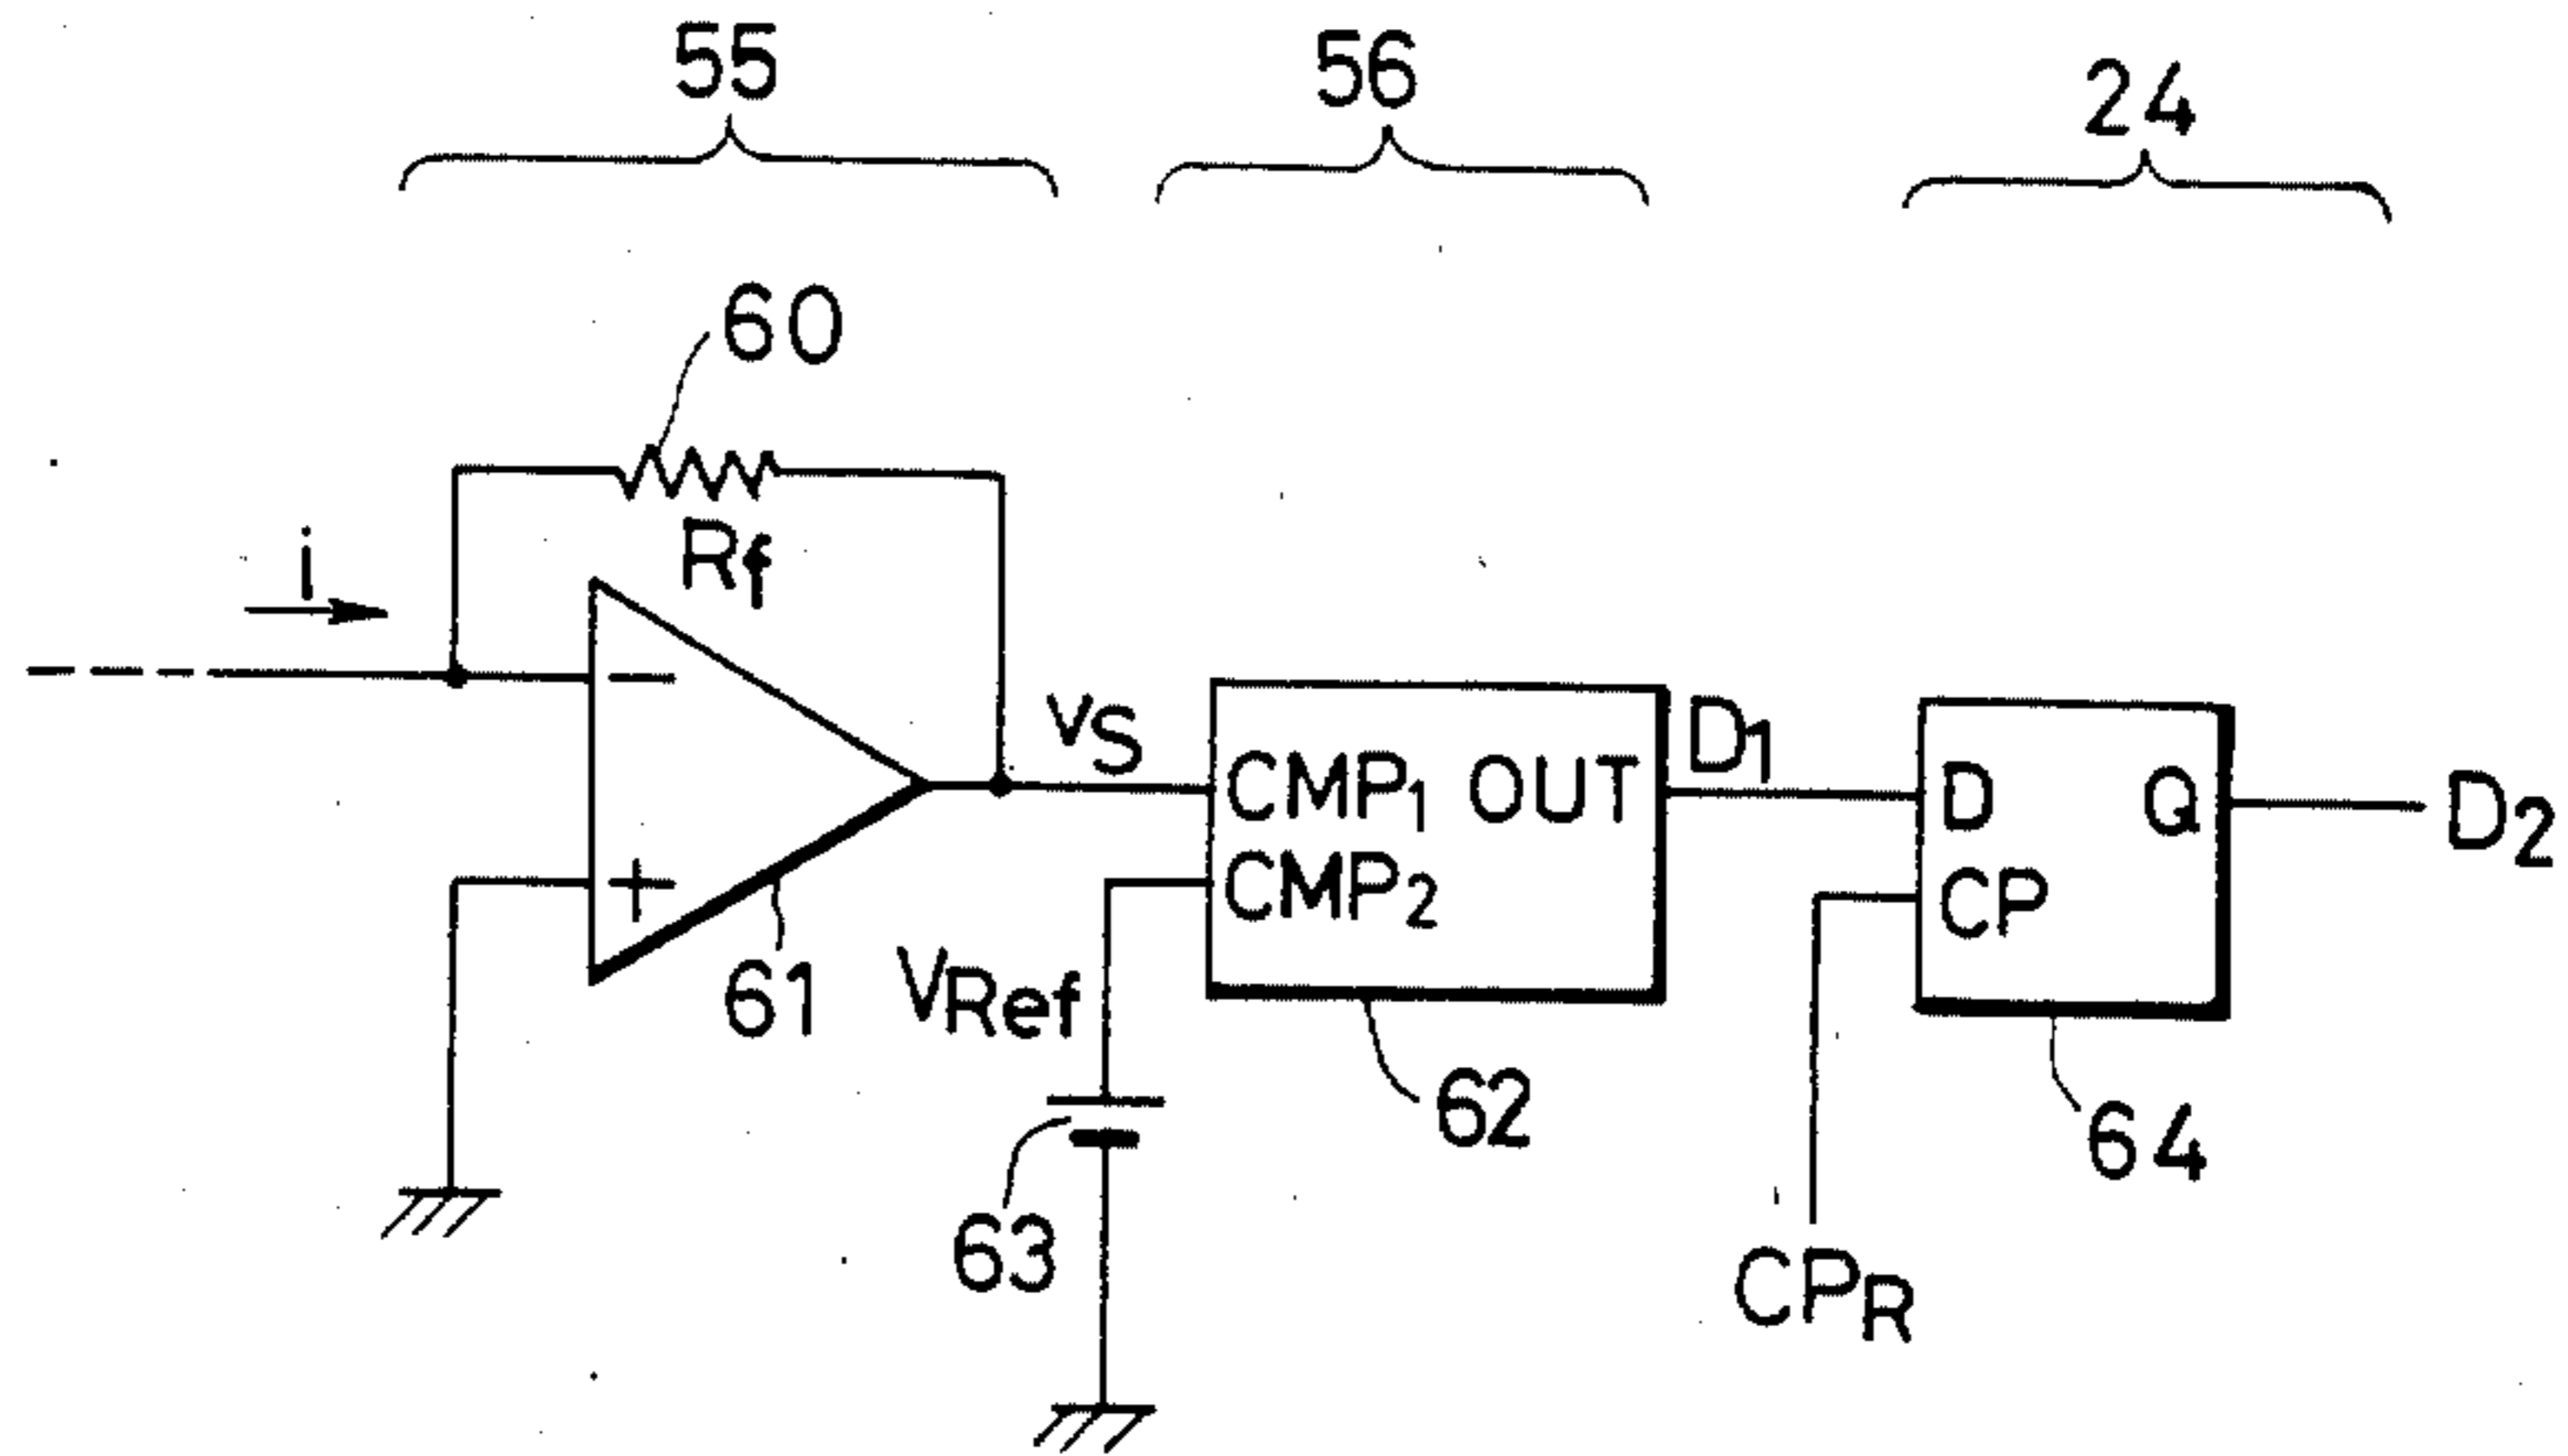 55
56
24
60
Rf
i
−
+
61
vS
VRef
CMP1 OUT
CMP2
D1
D Q
CP
D2
62
63
64
CPR